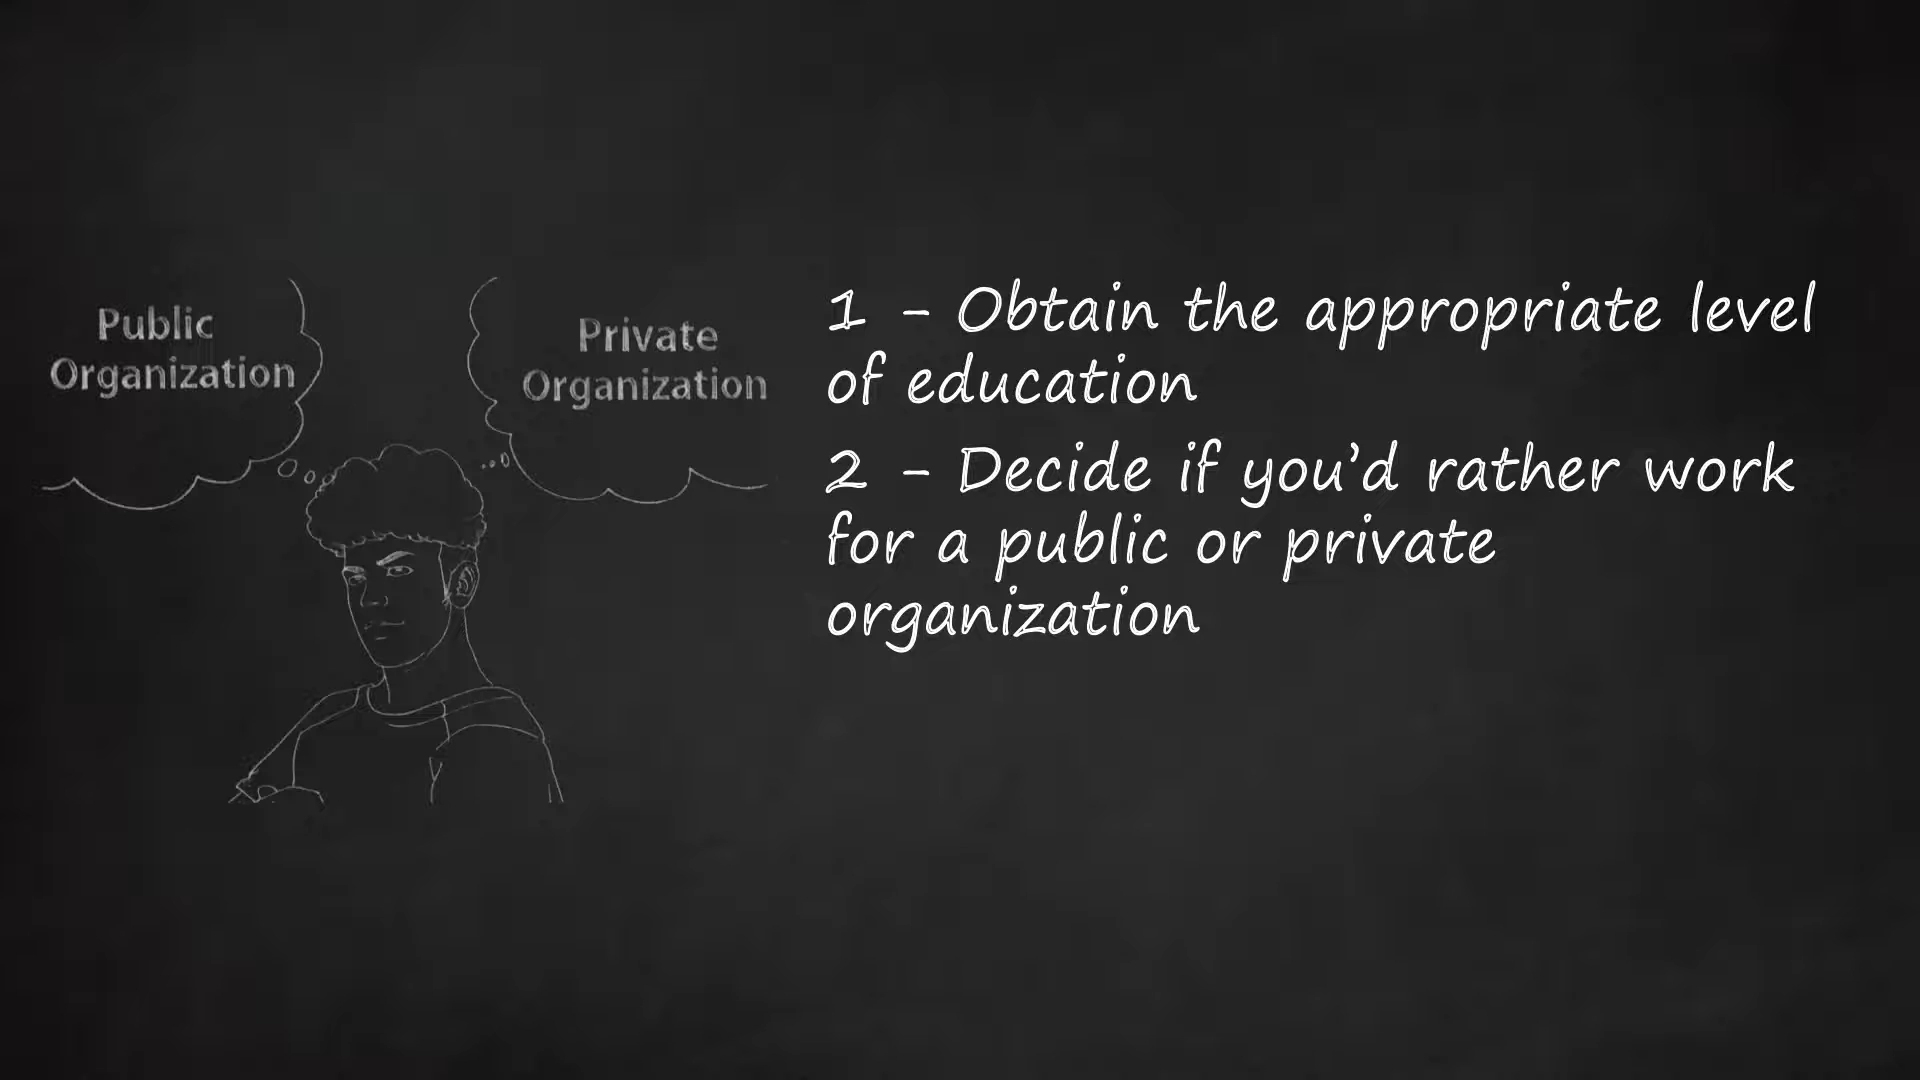 Public
Organization
Private
Organization
1 - Obtain the appropriate level
of education
2 - Decide if you’d rather work
for a public or private
organization